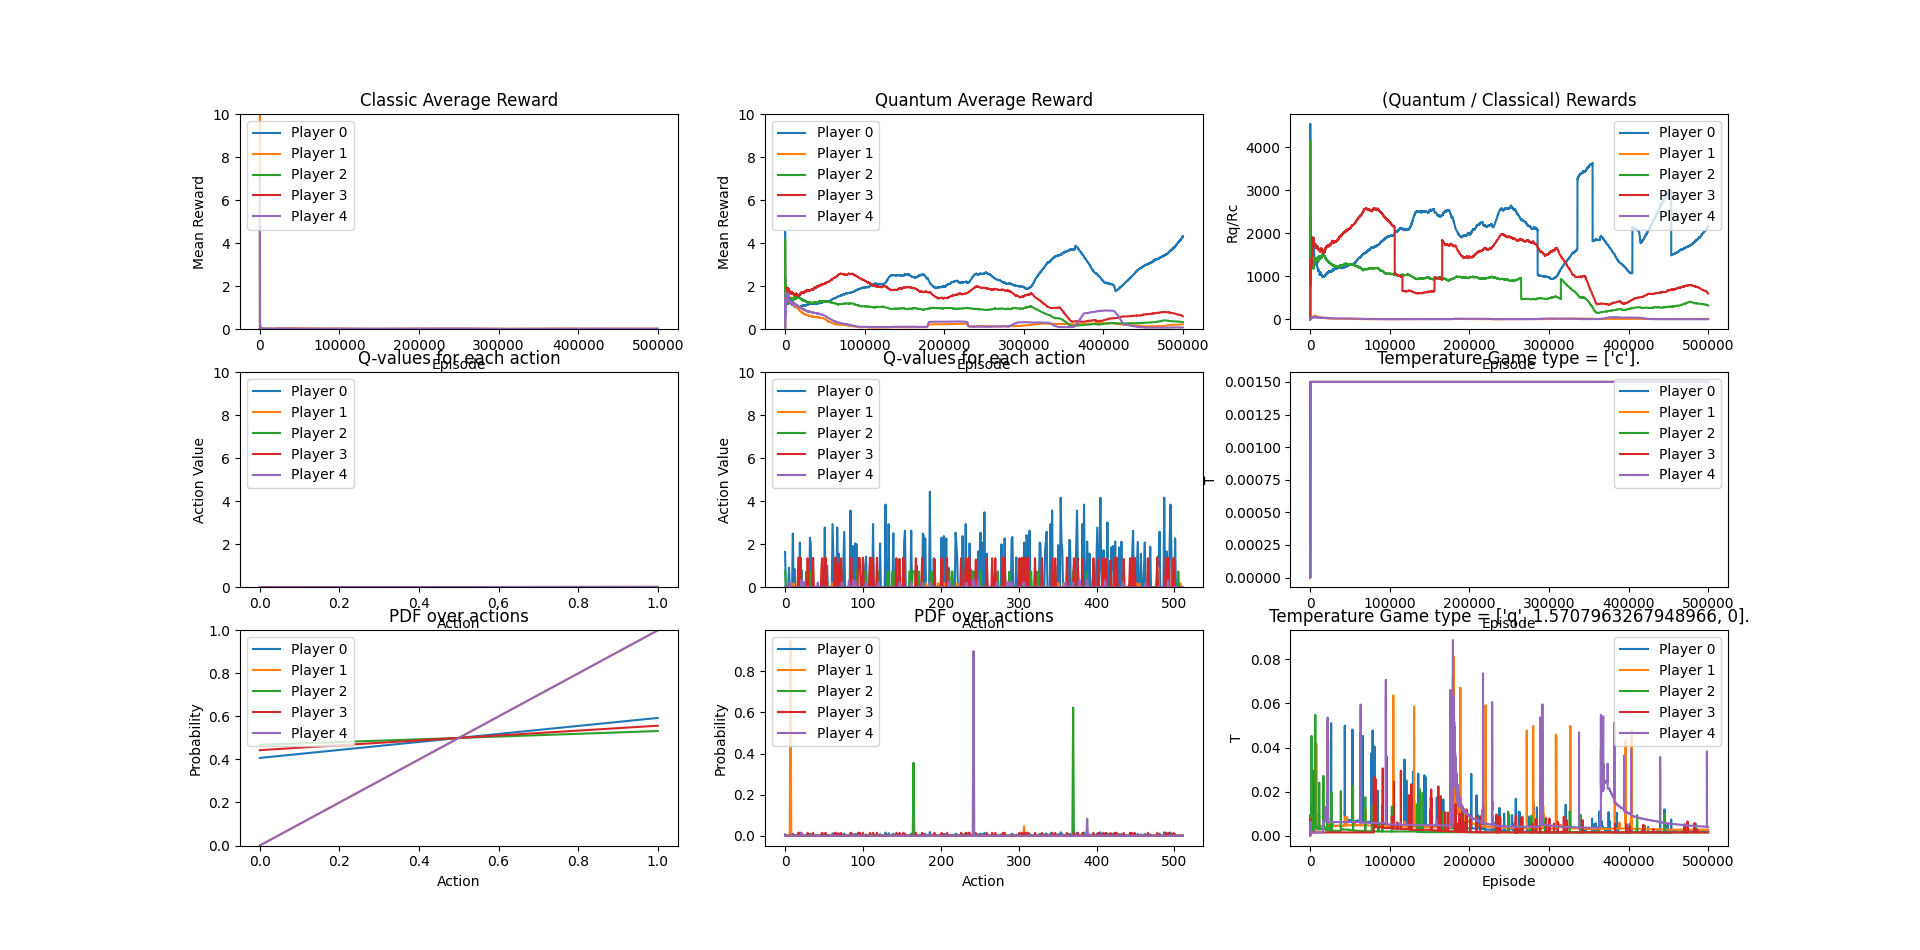 Classic Average Reward
10
8
6
4
2
0
Mean Reward
Player 0
Player 1
Player 2
Player 3
Player 4
0 100000 200000 300000 400000 500000
Episode
Quantum Average Reward
10
8
6
4
2
0
Mean Reward
Player 0
Player 1
Player 2
Player 3
Player 4
0 100000 200000 300000 400000 500000
Episode
(Quantum / Classical) Rewards
4000
3000
2000
1000
0
Rq/Rc
Player 0
Player 1
Player 2
Player 3
Player 4
0 100000 200000 300000 400000 500000
Episode
Q-values for each action
10
8
6
4
2
0
Action Value
Player 0
Player 1
Player 2
Player 3
Player 4
0.0 0.2 0.4 0.6 0.8 1.0
Action
Q-values for each action
10
8
6
4
2
0
Action Value
Player 0
Player 1
Player 2
Player 3
Player 4
0 100 200 300 400 500
Action
Temperature Game type = ['c'].
0.00150
0.00125
0.00100
0.00075
0.00050
0.00025
0.00000
T
Player 0
Player 1
Player 2
Player 3
Player 4
0 100000 200000 300000 400000 500000
Episode
PDF over actions
1.0
0.8
0.6
0.4
0.2
0.0
Probability
Player 0
Player 1
Player 2
Player 3
Player 4
0.0 0.2 0.4 0.6 0.8 1.0
Action
PDF over actions
0.8
0.6
0.4
0.2
0.0
Probability
Player 0
Player 1
Player 2
Player 3
Player 4
0 100 200 300 400 500
Action
Temperature Game type = ['q', 1.5707963267948966, 0].
0.08
0.06
0.04
0.02
0.00
T
Player 0
Player 1
Player 2
Player 3
Player 4
0 100000 200000 300000 400000 500000
Episode